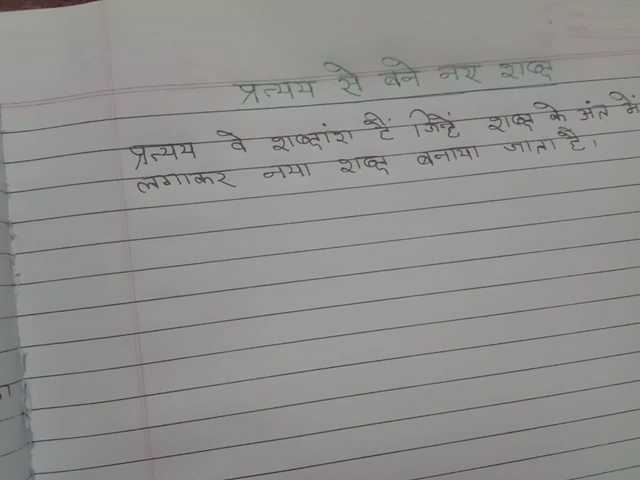 प्रत्यय से बने नए शब्द
प्रत्यय वे शब्दांश हैं जिन्हें शब्द के अंत में
लगाकर नया शब्द बनाया जाता है।